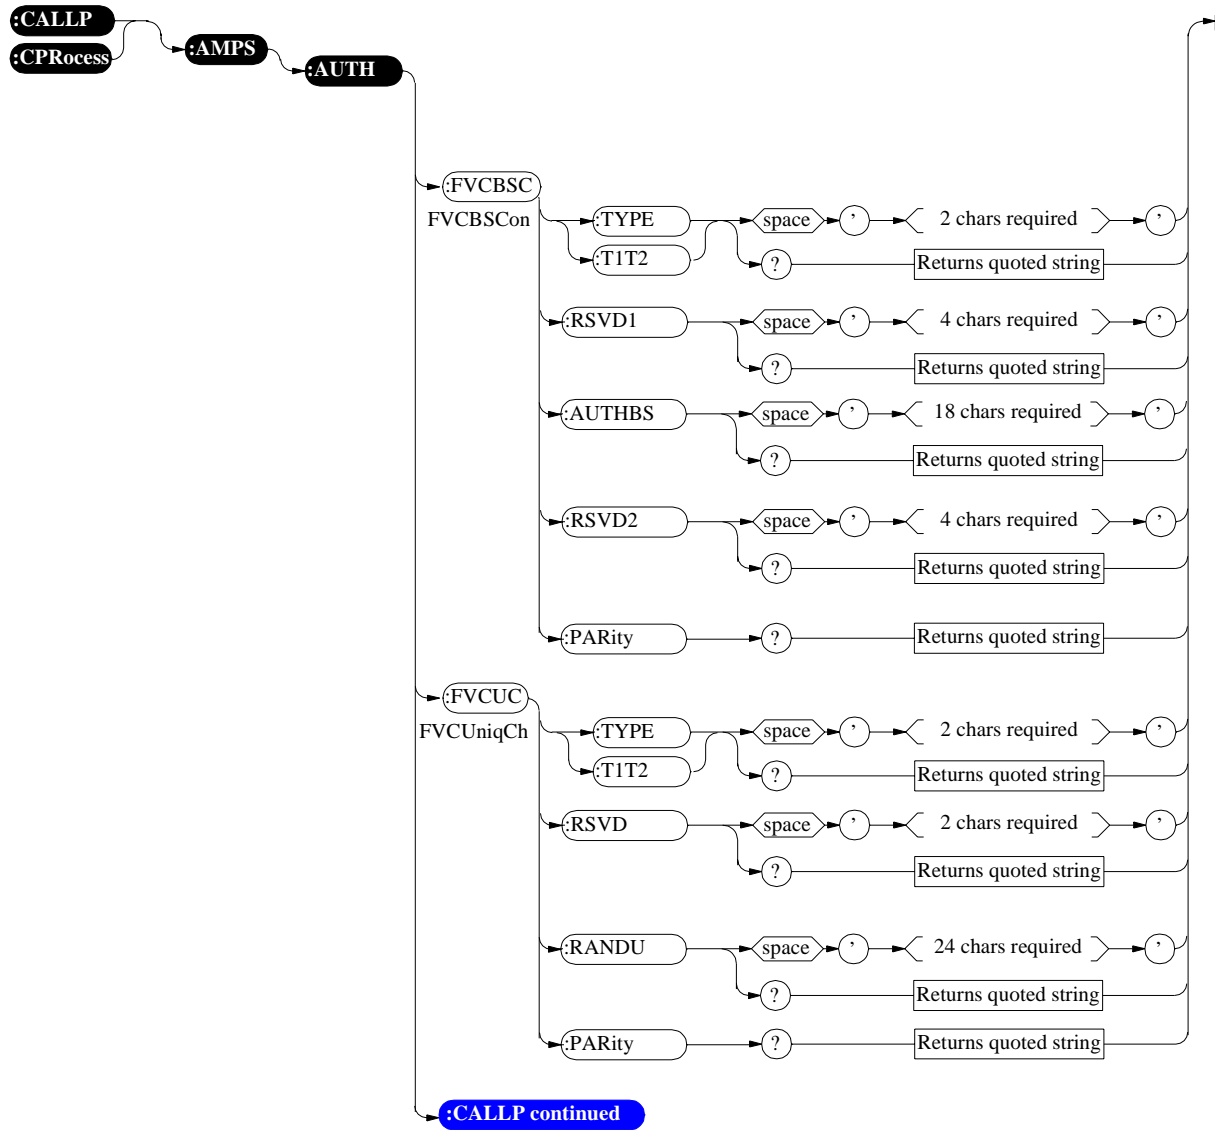 :CALLP
:CPRocess
:AMPS
:AUTH
:FVCBSC
FVCBSCon
:TYPE
space
’
2 chars required
’
:T1T2
?
Returns quoted string
:RSVD1
space
’
4 chars required
’
?
Returns quoted string
:AUTHBS
space
’
18 chars required
’
?
Returns quoted string
:RSVD2
space
’
4 chars required
’
?
Returns quoted string
:PARity
?
Returns quoted string
:FVCUC
FVCUniqCh
:TYPE
space
’
2 chars required
’
:T1T2
?
Returns quoted string
:RSVD
space
’
2 chars required
’
?
Returns quoted string
:RANDU
space
’
24 chars required
’
?
Returns quoted string
:PARity
?
Returns quoted string
:CALLP continued